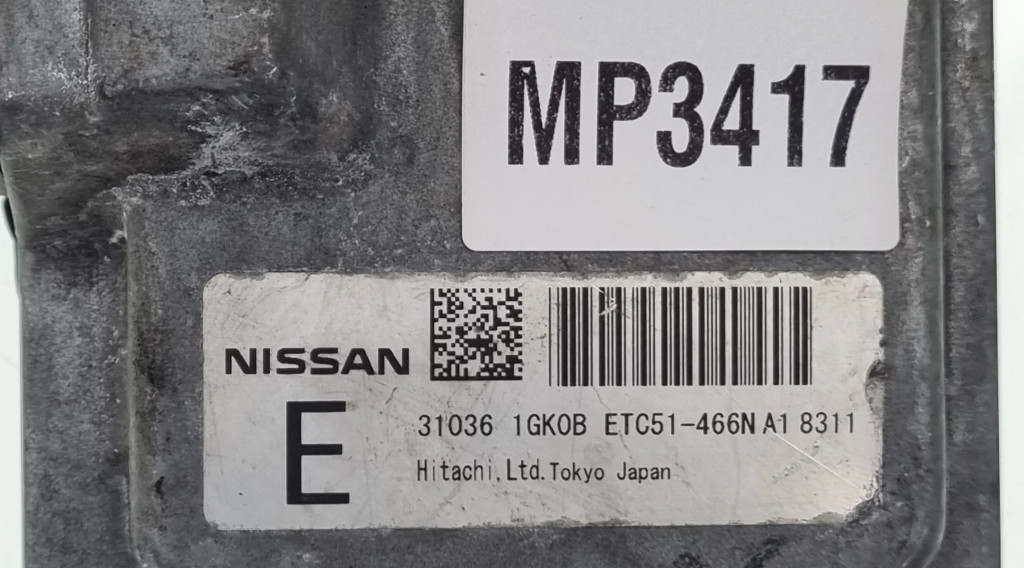 MP3417
NISSAN
E
31036 1GK0B ETC51-466N A1 8311
Hitachi,Ltd.Tokyo Japan